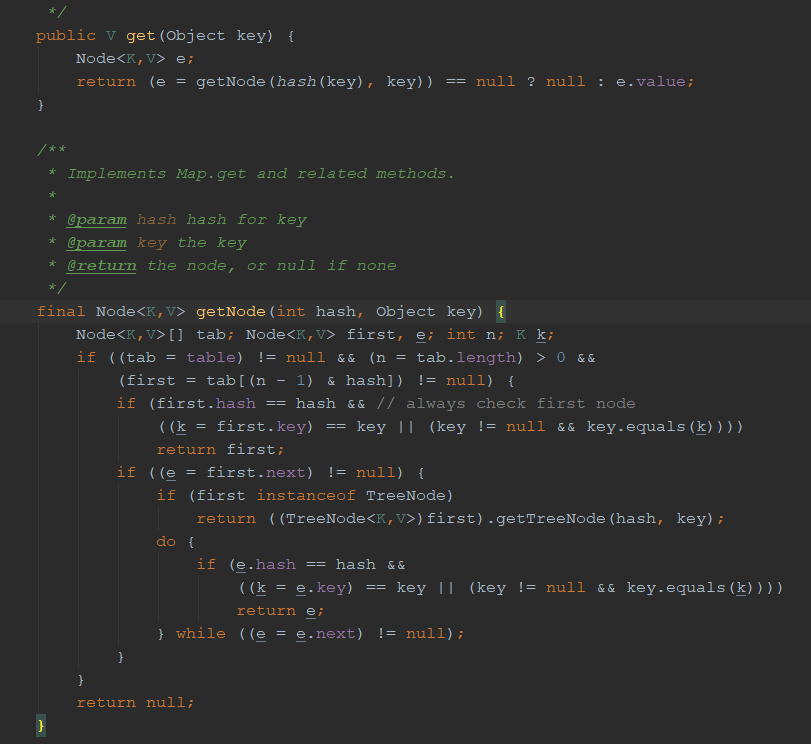 */
public V get(Object key) {
    Node<K,V> e;
    return (e = getNode(hash(key), key)) == null ? null : e.value;
}

/**
 * Implements Map.get and related methods.
 *
 * @param hash hash for key
 * @param key the key
 * @return the node, or null if none
 */
final Node<K,V> getNode(int hash, Object key) {
    Node<K,V>[] tab; Node<K,V> first, e; int n; K k;
    if ((tab = table) != null && (n = tab.length) > 0 &&
        (first = tab[(n - 1) & hash]) != null) {
        if (first.hash == hash && // always check first node
            ((k = first.key) == key || (key != null && key.equals(k))))
            return first;
        if ((e = first.next) != null) {
            if (first instanceof TreeNode)
                return ((TreeNode<K,V>)first).getTreeNode(hash, key);
            do {
                if (e.hash == hash &&
                    ((k = e.key) == key || (key != null && key.equals(k))))
                    return e;
            } while ((e = e.next) != null);
        }
    }
    return null;
}